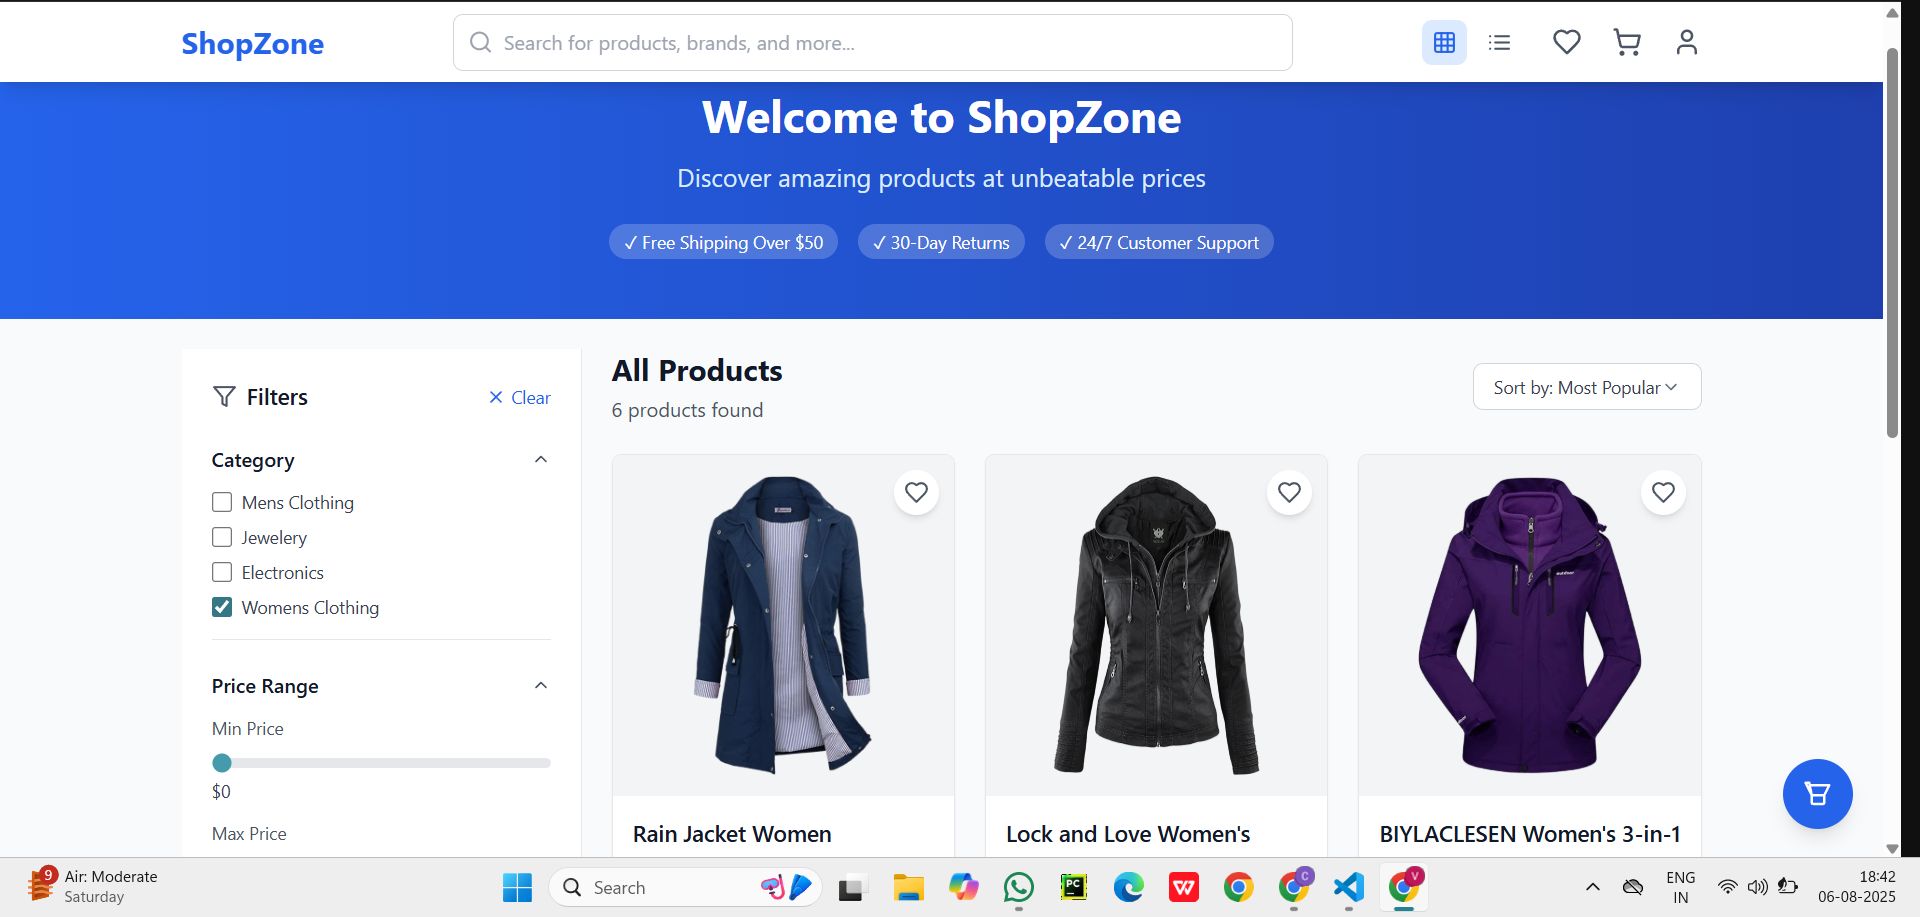 ShopZone
Search for products, brands, and more...
Welcome to ShopZone
Discover amazing products at unbeatable prices
✓ Free Shipping Over $50
✓ 30-Day Returns
✓ 24/7 Customer Support
Filters
Clear
Category
Mens Clothing
Jewelery
Electronics
Womens Clothing
Price Range
Min Price
$0
Max Price
All Products
6 products found
Sort by: Most Popular
Rain Jacket Women
Lock and Love Women's
BIYLACLESEN Women's 3-in-1
9
Air: Moderate
Saturday
Search
PC
W
C
V
ENG
IN
18:42
06-08-2025